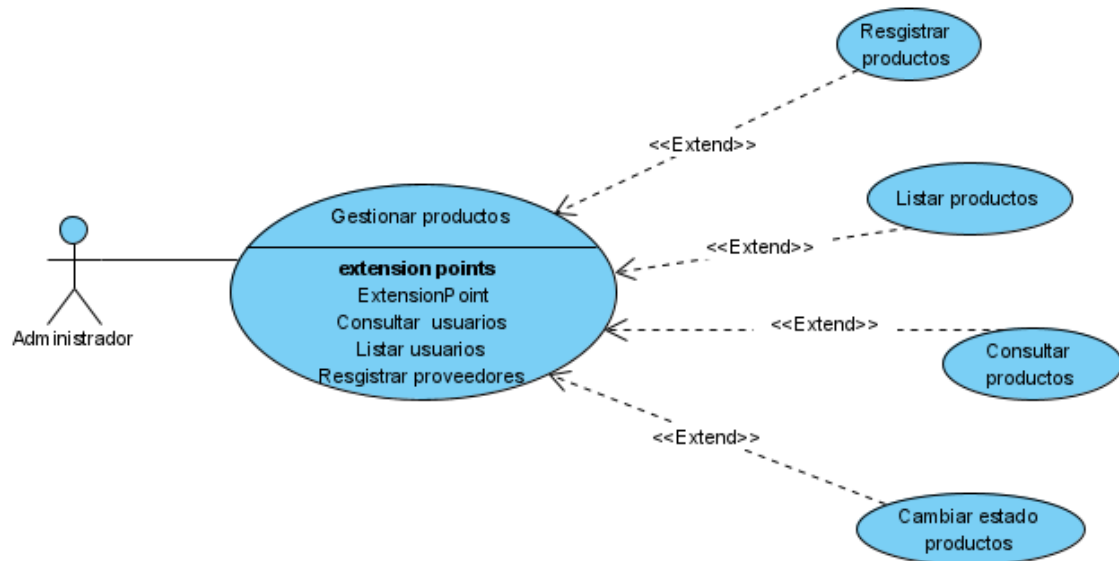 Resgistrar
productos
<<Extend>>
Listar productos
Gestionar productos
<<Extend>>
extension points
ExtensionPoint
Consultar usuarios
Listar usuarios
Resgistrar proveedores
<<Extend>>
Administrador
Consultar
productos
<<Extend>>
Cambiar estado
productos